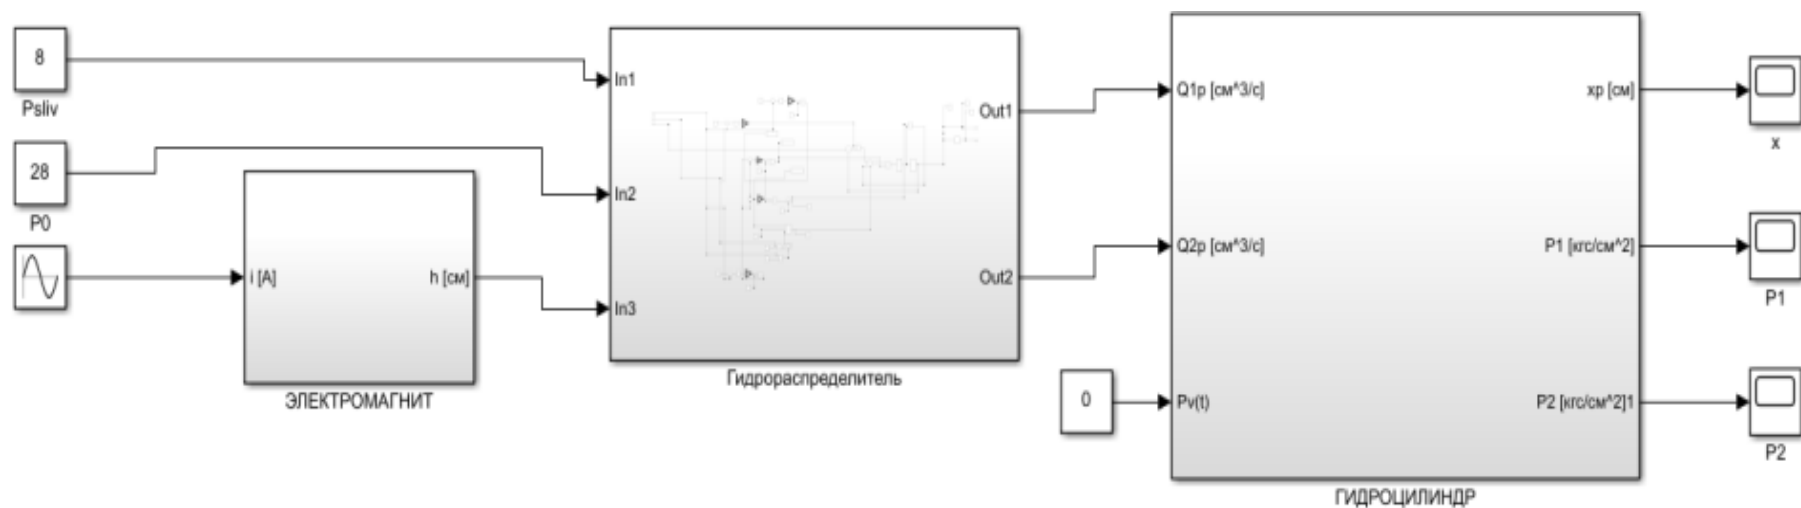 8
Psliv
28
P0
i [A]
h [см]
ЭЛЕКТРОМАГНИТ
In1
In2
In3
Out1
Out2
Гидрораспределитель
0
Q1p [см^3/с]
Q2p [см^3/с]
Pv(t)
xp [см]
P1 [кгс/см^2]
P2 [кгс/см^2]1
ГИДРОЦИЛИНДР
x
P1
P2